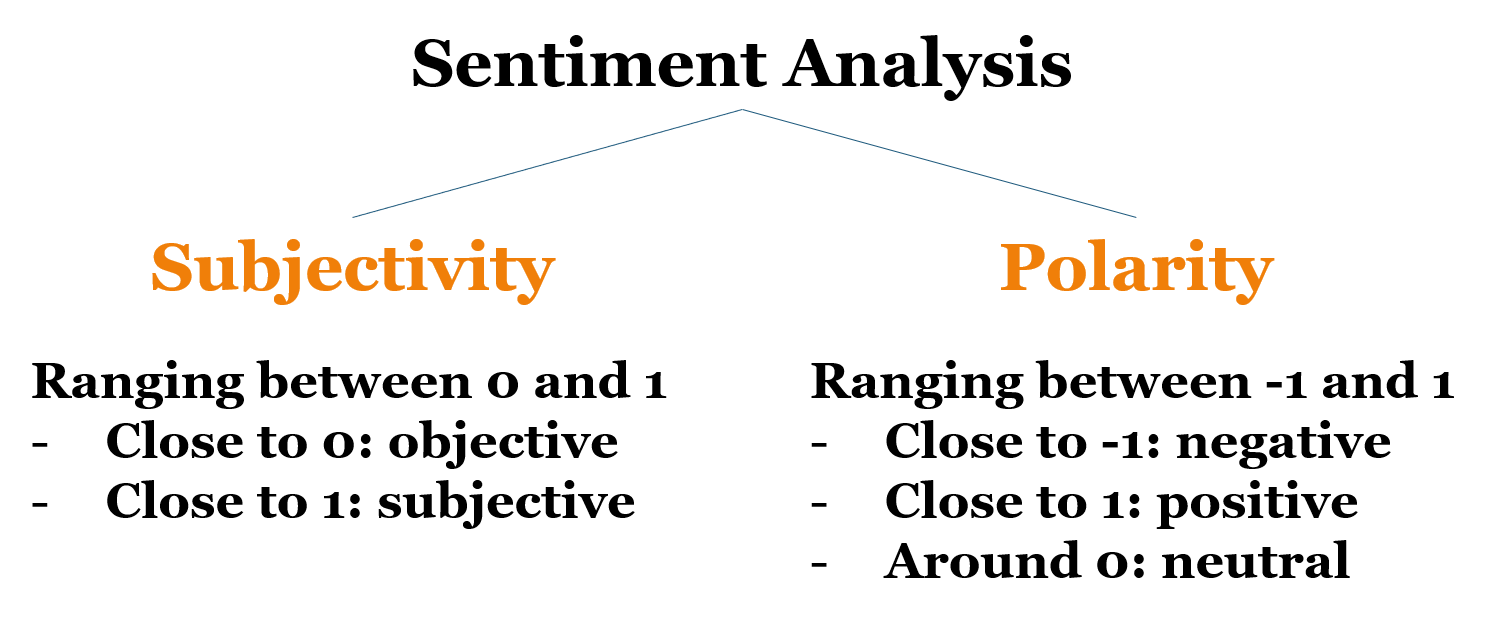 Sentiment Analysis
Subjectivity
Ranging between 0 and 1
- Close to 0: objective
- Close to 1: subjective
Polarity
Ranging between -1 and 1
- Close to -1: negative
- Close to 1: positive
- Around 0: neutral